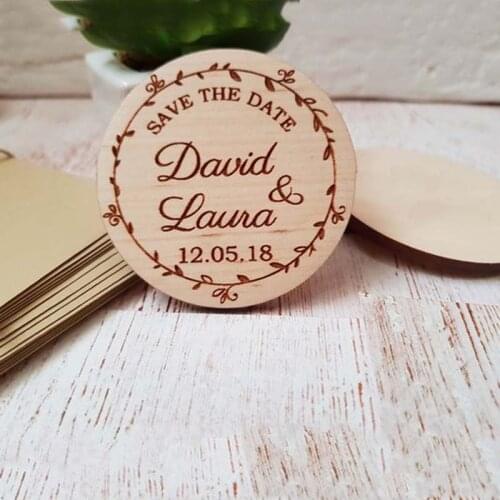 SAVE THE DATE
David
&
Laura
12.05.18